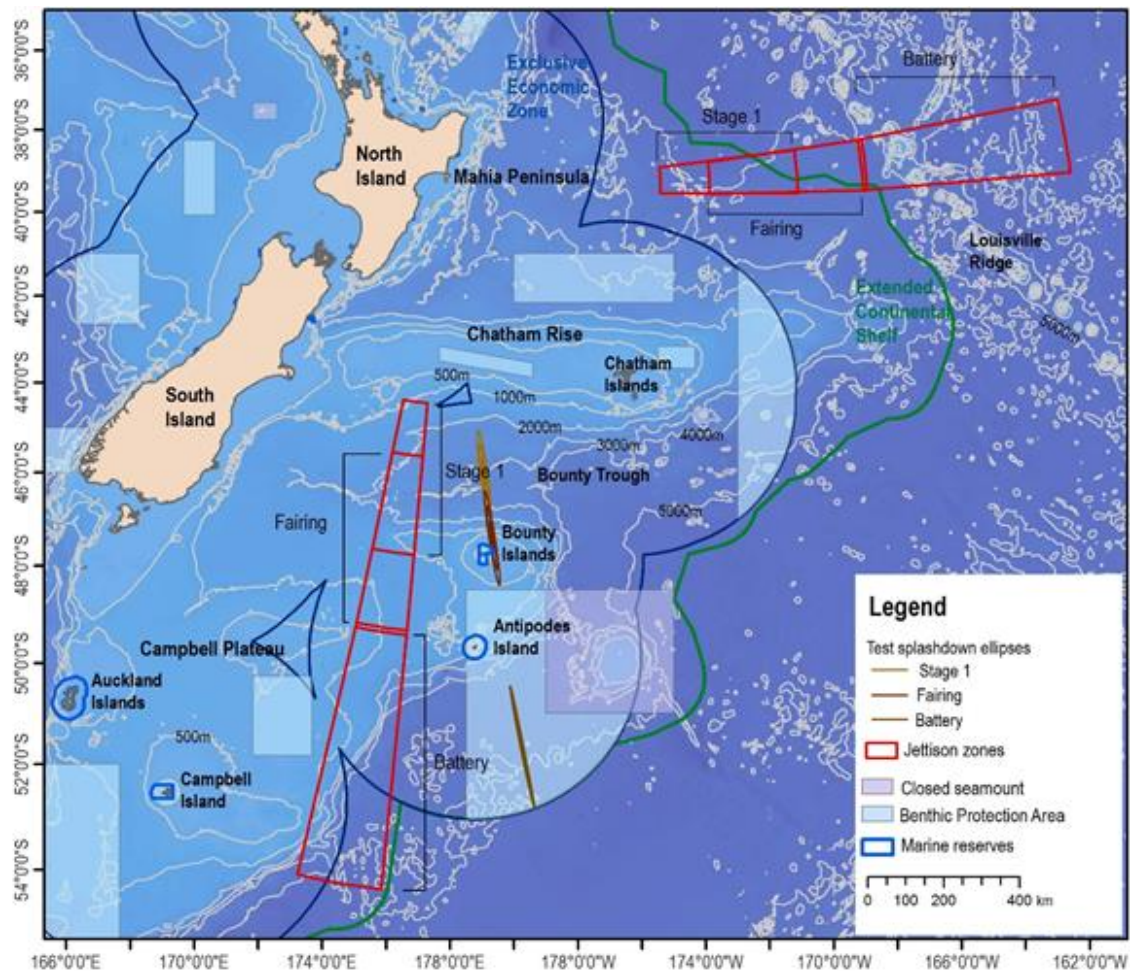 36°0'0"S
38°0'0"S
40°0'0"S
42°0'0"S
44°0'0"S
46°0'0"S
48°0'0"S
50°0'0"S
52°0'0"S
54°0'0"S
Exclusive
Economic
Zone
Battery
Stage 1
North
Island
Mahia Peninsula
Fairing
Louisville
Ridge
Extended
Continental
Shelf
5000m
Chatham Rise
Chatham
Islands
500m
1000m
2000m
3000m
4000m
5000m
South
Island
Stage 1
Bounty Trough
Fairing
Bounty
Islands
Antipodes
Island
Campbell Plateau
Auckland
Islands
500m
Campbell
Island
Battery
Legend
Test splashdown ellipses
Stage 1
Fairing
Battery
Jettison zones
Closed seamount
Benthic Protection Area
Marine reserves
0 100 200 400 km
166°0'0"E
170°0'0"E
174°0'0"E
178°0'0"E
178°0'0"W
174°0'0"W
170°0'0"W
166°0'0"W
162°0'0"W